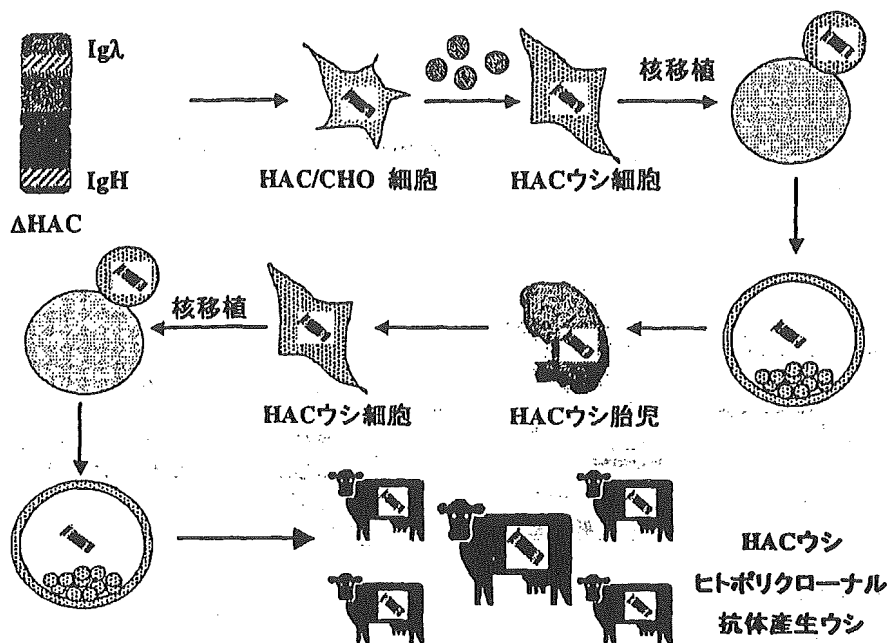 Igλ
IgH
ΔHAC
HAC/CHO 細胞
HACウシ細胞
核移植
HACウシ胎児
HACウシ細胞
核移植
HACウシ
ヒトポリクローナル
抗体産生ウシ